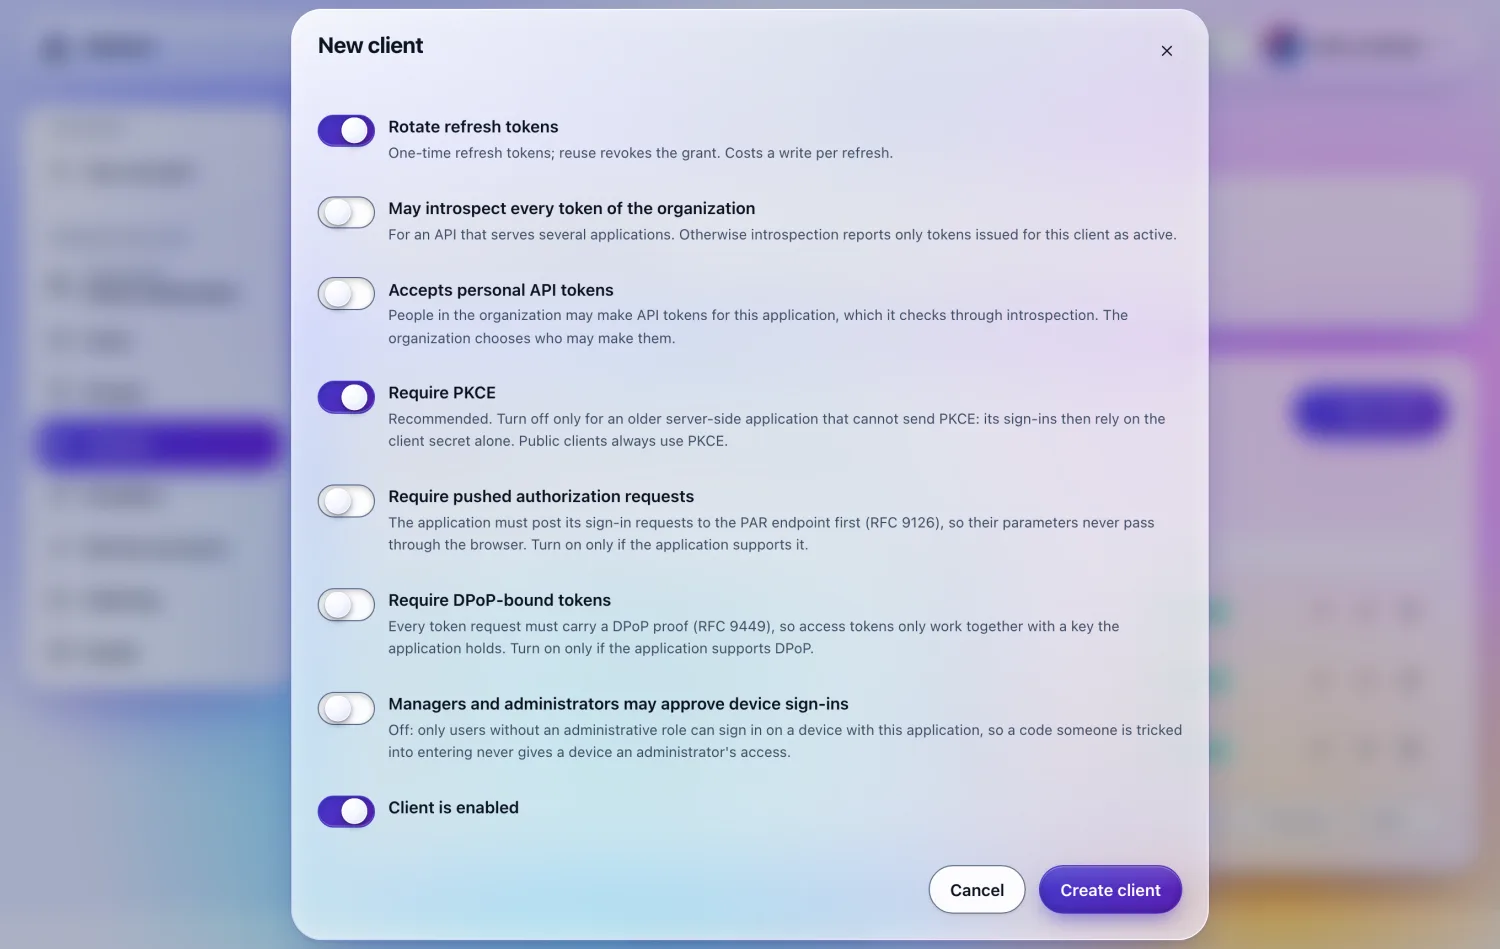 New client
Rotate refresh tokens
One-time refresh tokens; reuse revokes the grant. Costs a write per refresh.
May introspect every token of the organization
For an API that serves several applications. Otherwise introspection reports only tokens issued for this client as active.
Accepts personal API tokens
People in the organization may make API tokens for this application, which it checks through introspection. The
organization chooses who may make them.
Require PKCE
Recommended. Turn off only for an older server-side application that cannot send PKCE: its sign-ins then rely on the
client secret alone. Public clients always use PKCE.
Require pushed authorization requests
The application must post its sign-in requests to the PAR endpoint first (RFC 9126), so their parameters never pass
through the browser. Turn on only if the application supports it.
Require DPoP-bound tokens
Every token request must carry a DPoP proof (RFC 9449), so access tokens only work together with a key the
application holds. Turn on only if the application supports DPoP.
Managers and administrators may approve device sign-ins
Off: only users without an administrative role can sign in on a device with this application, so a code someone is tricked
into entering never gives a device an administrator's access.
Client is enabled
Cancel
Create client